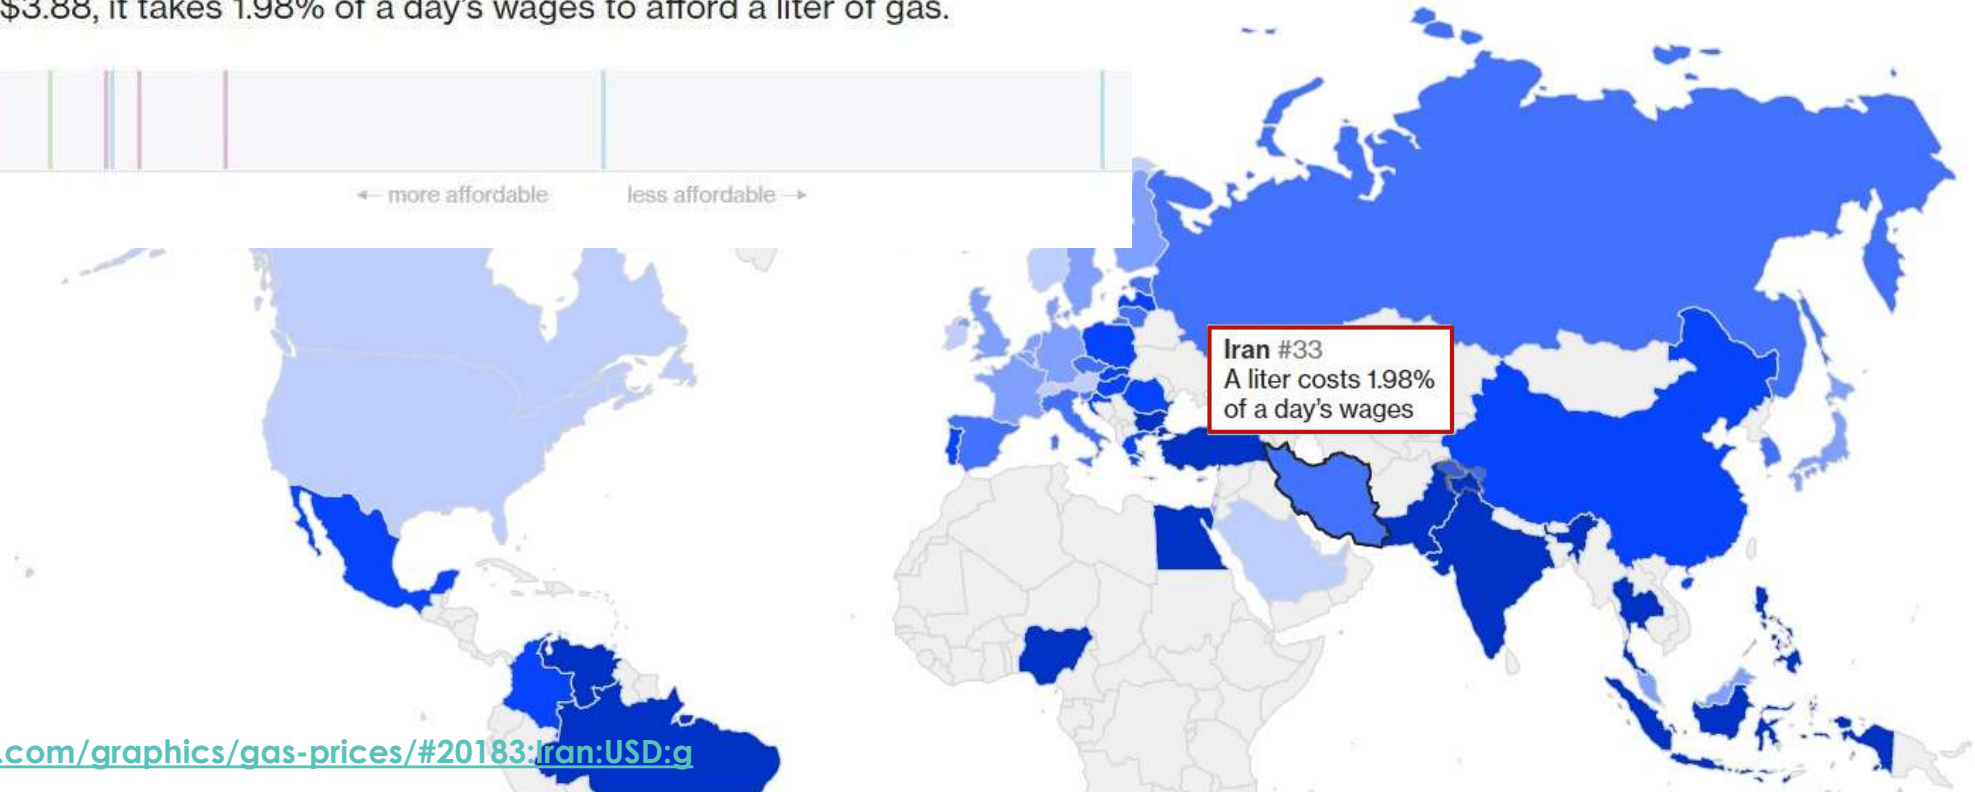 $3.88, it takes 1.98% of a day's wages to afford a liter of gas.
← more affordable less affordable →
Iran #33
A liter costs 1.98%
of a day's wages
.com/graphics/gas-prices/#20183:Iran:USD:g